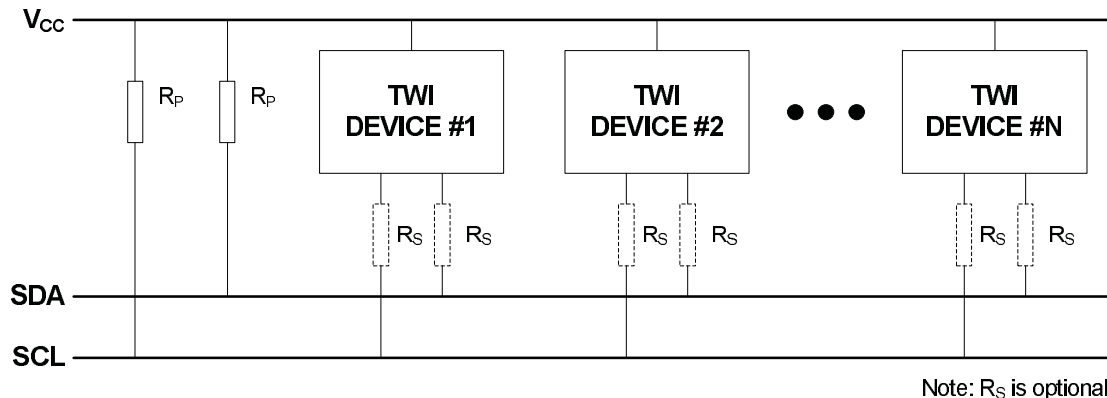 VCC
RP RP
TWI DEVICE #1
TWI DEVICE #2
TWI DEVICE #N
RS RS RS RS RS RS
SDA
SCL
Note: RS is optional